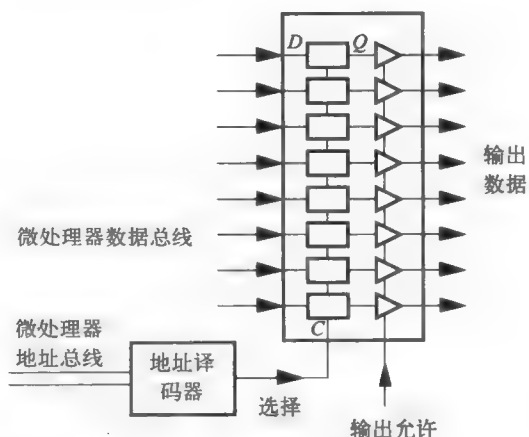 D Q
输出
数据
微处理器数据总线
微处理器
地址总线
地址译
码器
C
选择
输出允许